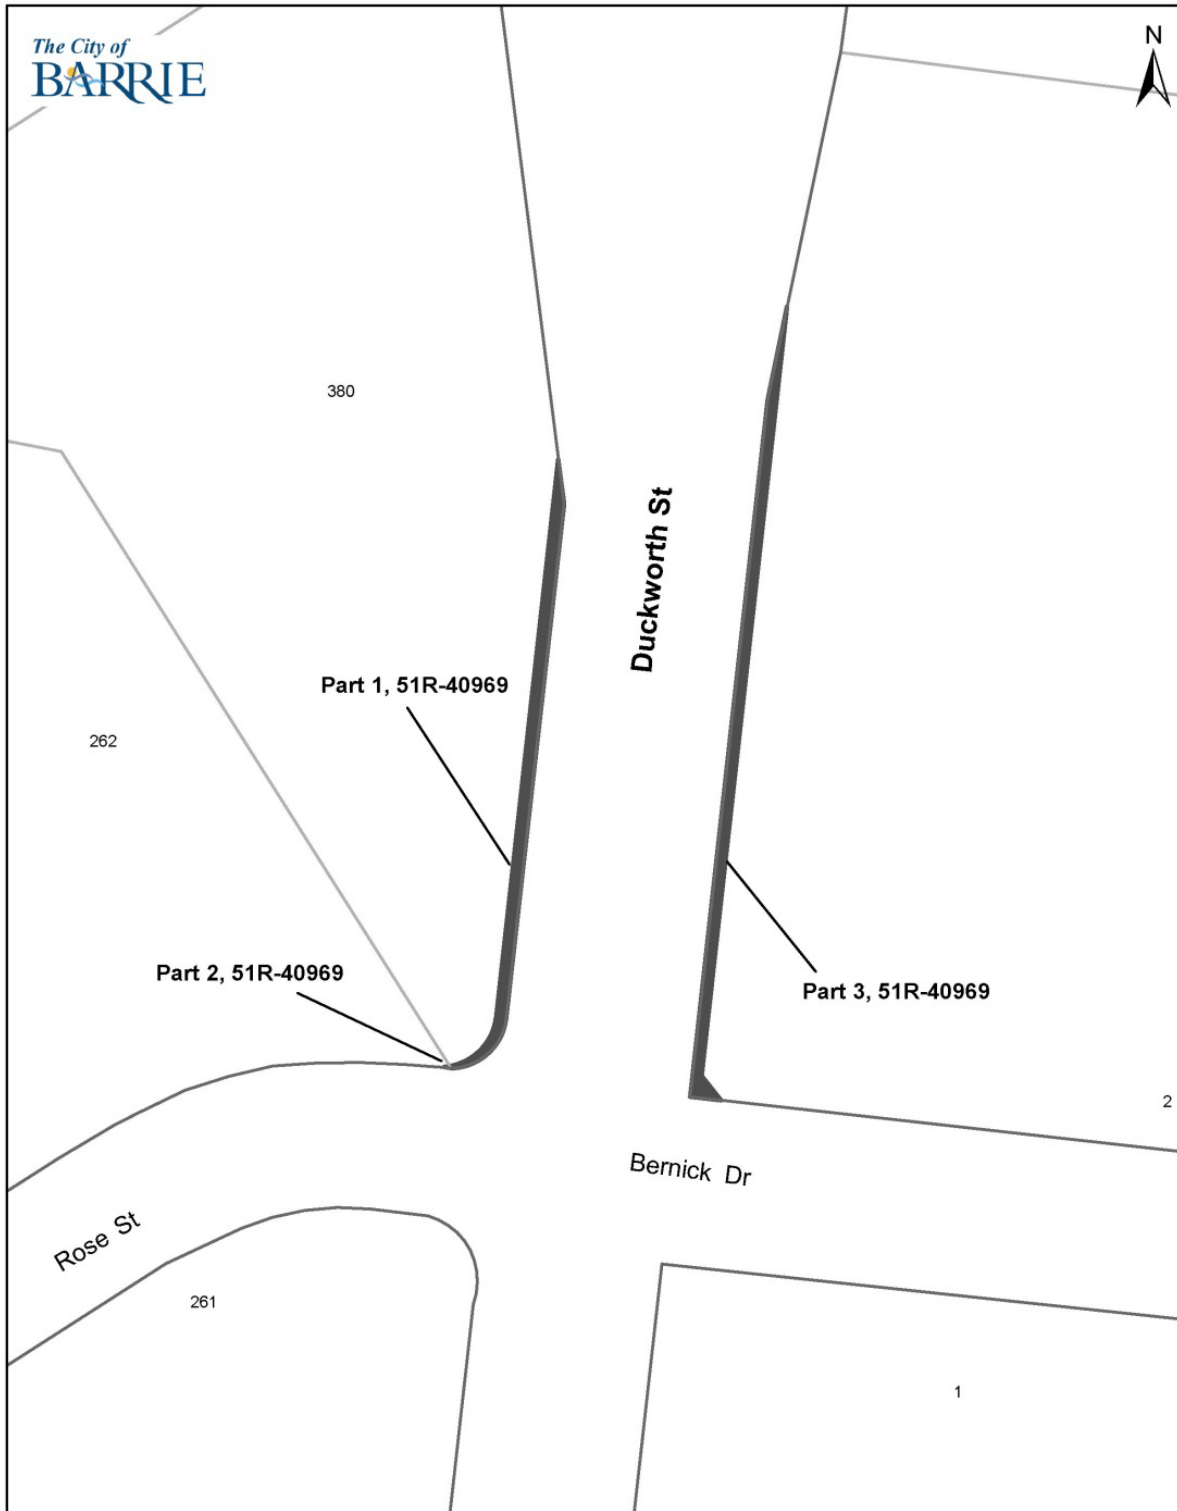 The City of
BARRIE
N
380
Duckworth St
Part 1, 51R-40969
262
Part 2, 51R-40969
Part 3, 51R-40969
2
Bernick Dr
Rose St
261
1